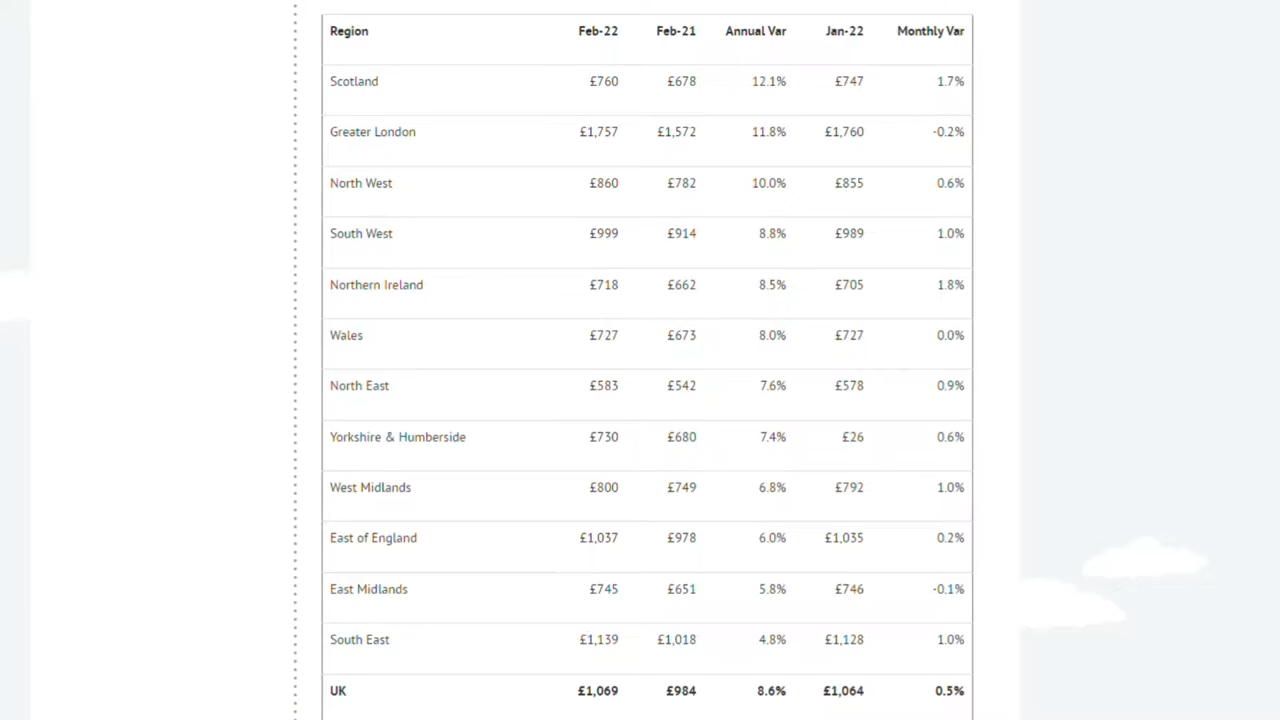 Region Feb-22 Feb-21 Annual Var Jan-22 Monthly Var
Scotland £760 £678 12.1% £747 1.7%
Greater London £1,757 £1,572 11.8% £1,760 -0.2%
North West £860 £782 10.0% £855 0.6%
South West £999 £914 8.8% £989 1.0%
Northern Ireland £718 £662 8.5% £705 1.8%
Wales £727 £673 8.0% £727 0.0%
North East £583 £542 7.6% £578 0.9%
Yorkshire & Humberside £730 £680 7.4% £26 0.6%
West Midlands £800 £749 6.8% £792 1.0%
East of England £1,037 £978 6.0% £1,035 0.2%
East Midlands £745 £651 5.8% £746 -0.1%
South East £1,139 £1,018 4.8% £1,128 1.0%
UK £1,069 £984 8.6% £1,064 0.5%